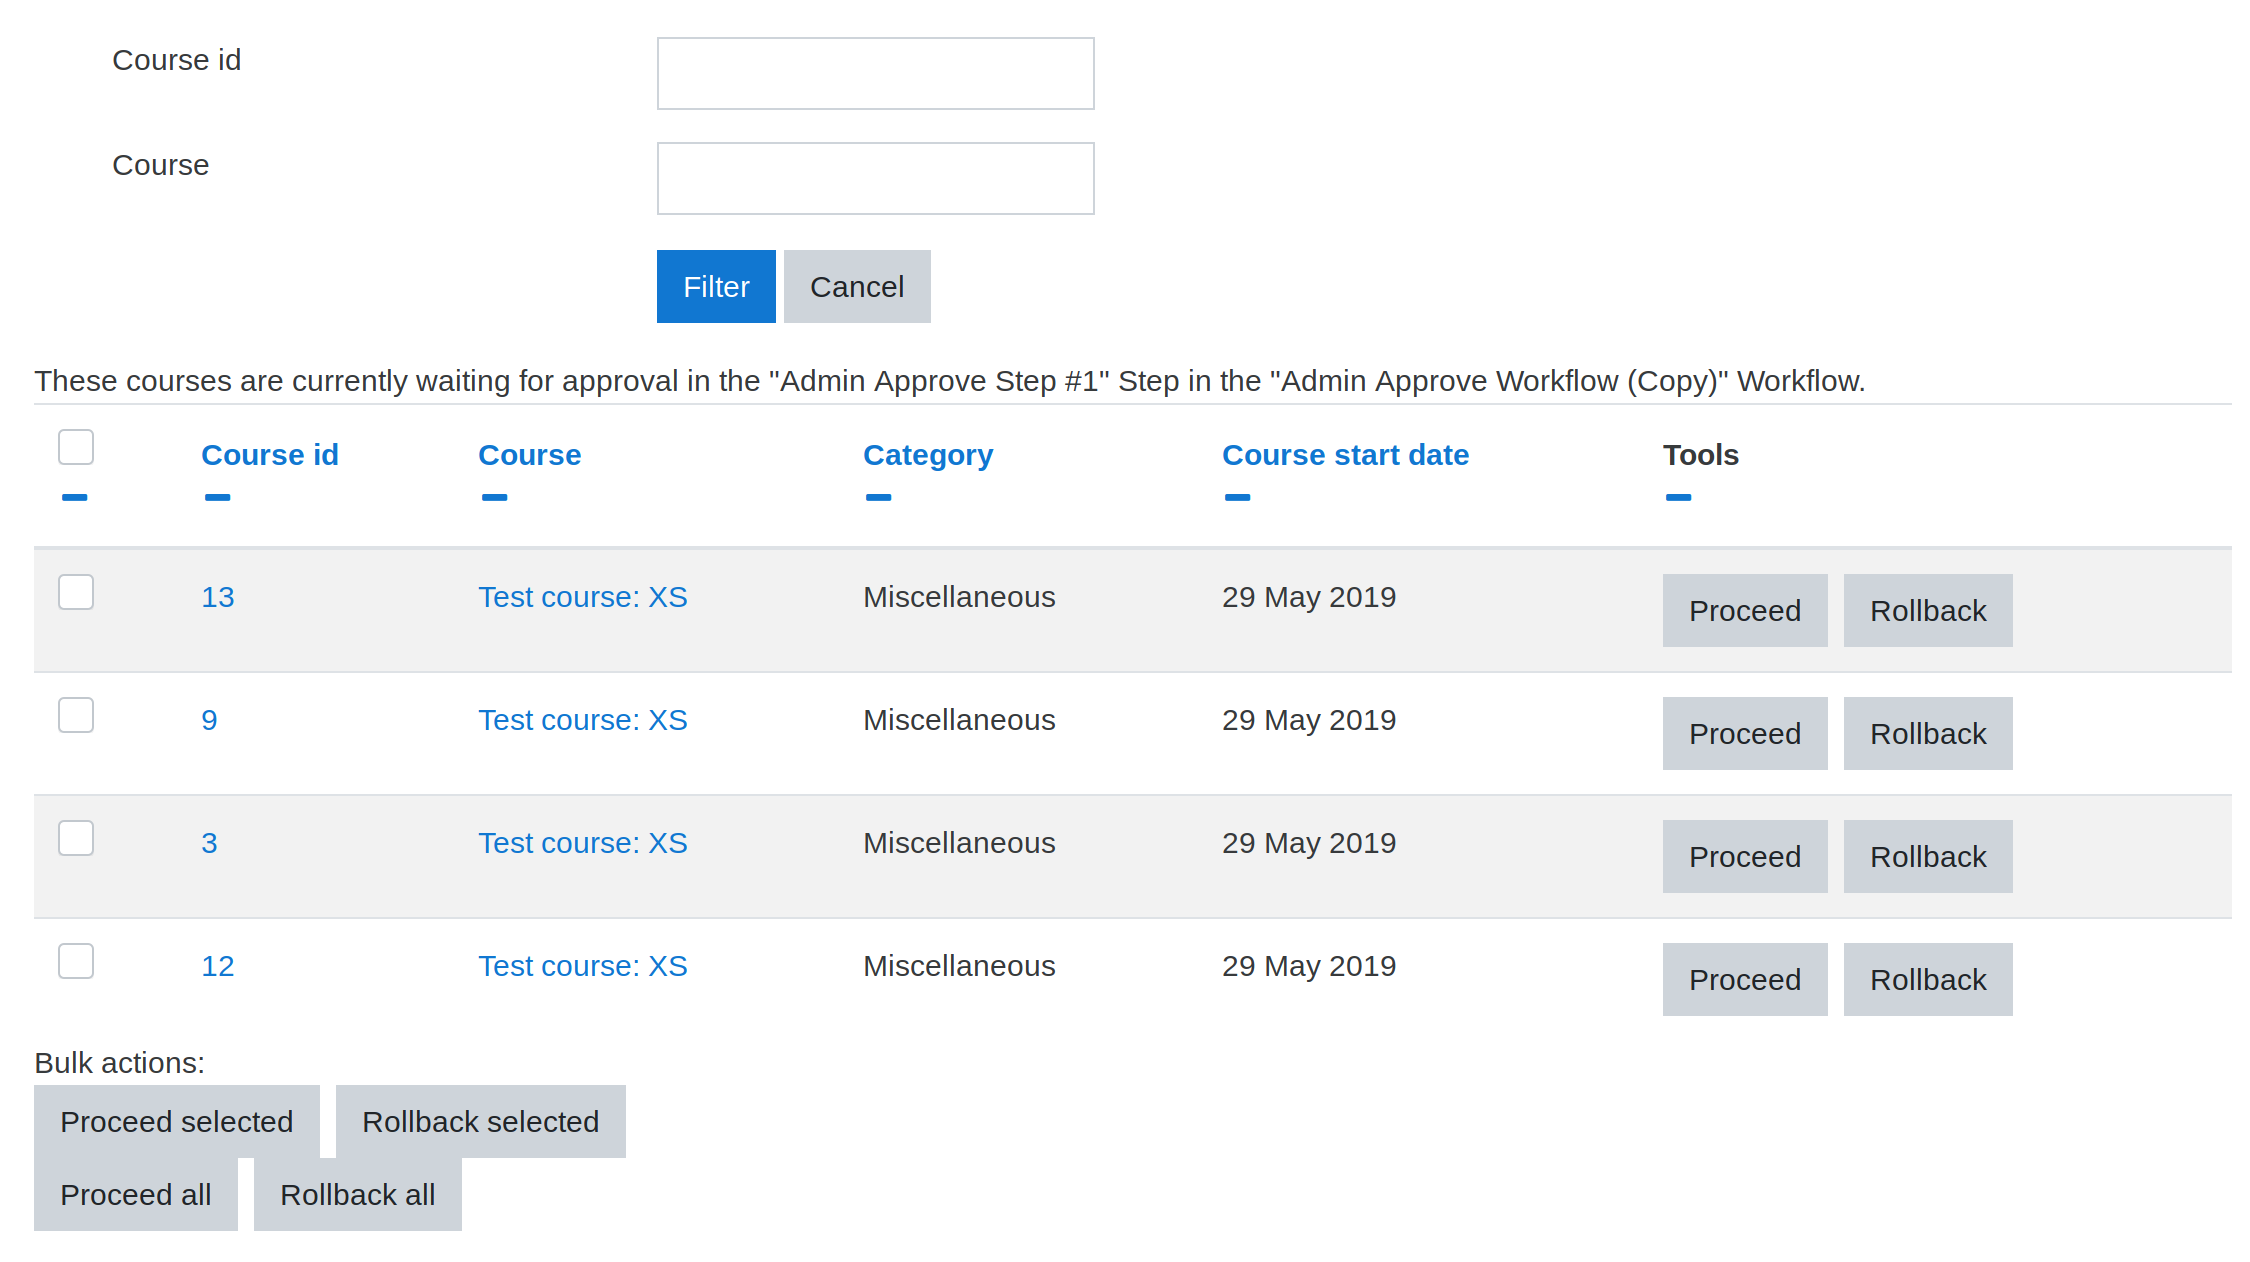 Course id
Course
Filter Cancel
These courses are currently waiting for approval in the "Admin Approve Step #1" Step in the "Admin Approve Workflow (Copy)" Workflow.
Course id Course Category Course start date Tools
13 Test course: XS Miscellaneous 29 May 2019 Proceed Rollback
9 Test course: XS Miscellaneous 29 May 2019 Proceed Rollback
3 Test course: XS Miscellaneous 29 May 2019 Proceed Rollback
12 Test course: XS Miscellaneous 29 May 2019 Proceed Rollback
Bulk actions:
Proceed selected Rollback selected
Proceed all Rollback all